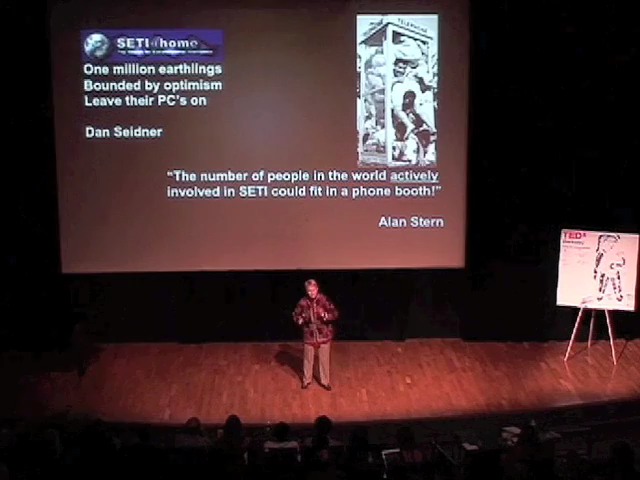 SETI@home
One million earthlings
Bounded by optimism
Leave their PC's on
Dan Seidner
TELEPHONE
"The number of people in the world actively
involved in SETI could fit in a phone booth!"
Alan Stern
TEDx